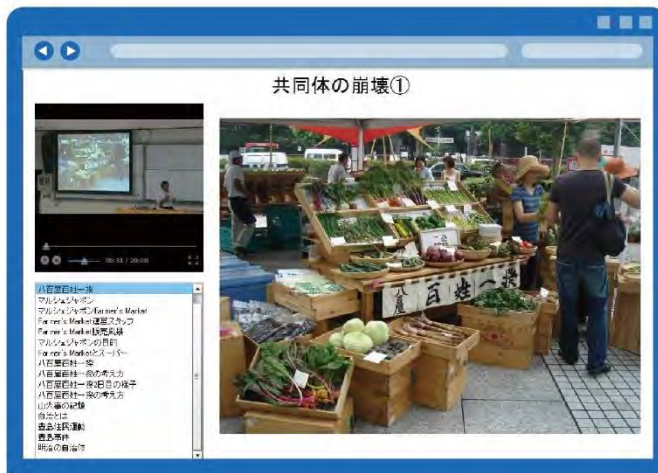 共同体の崩壊①
00:31 / 20:00
八百屋百姓一揆
マルシェジャポン
マルシェジャポンFarmer's Market
Farmer's Market運営スタッフ
Farmer's Market販売風景
マルシェジャポンの目的
Farmer's Marketとスーパー
八百屋百姓一揆
八百屋百姓一揆の考え方
八百屋百姓一揆2日目の様子
八百屋百姓一揆の考え方
自治とは
豊島住民運動
豊島事件
明治の自治体
八百屋
百姓一揆